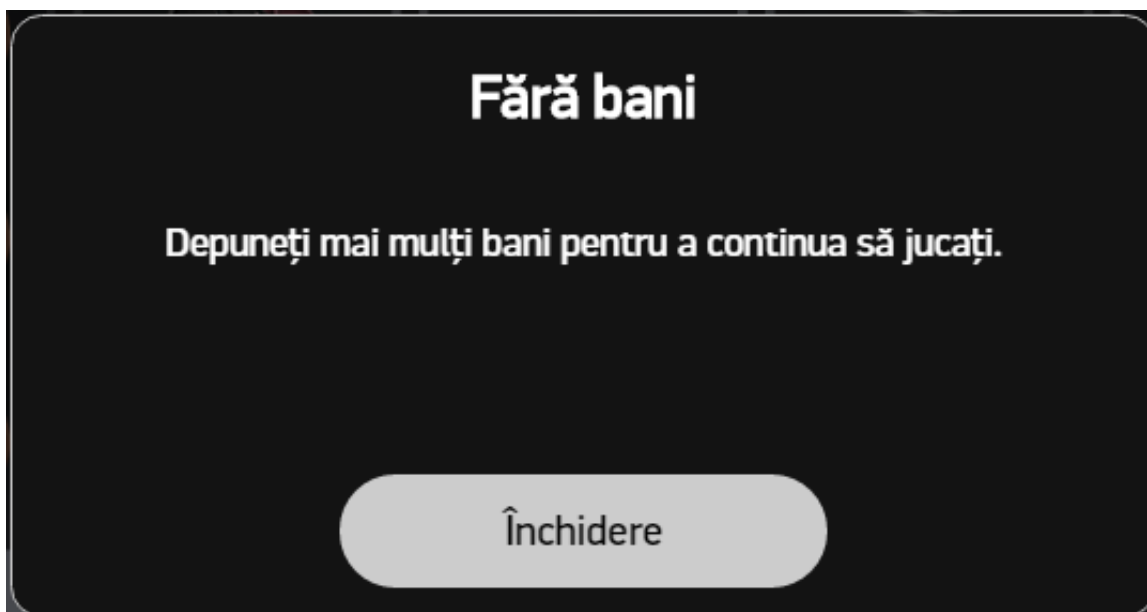 Fără bani
Depuneți mai mulți bani pentru a continua să jucați.
Închidere